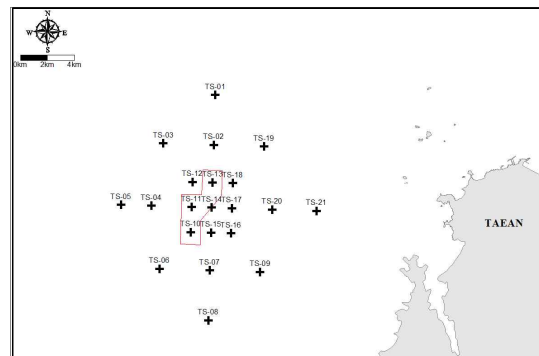 N
W E
S
0km 2km 4km
TS-01
TS-03 TS-02 TS-19
TS-12 TS-13 TS-18
TS-05 TS-04 TS-11 TS-14 TS-17 TS-20 TS-21
TS-10 TS-15 TS-16
TS-06 TS-07 TS-09
TS-08
TAEAN